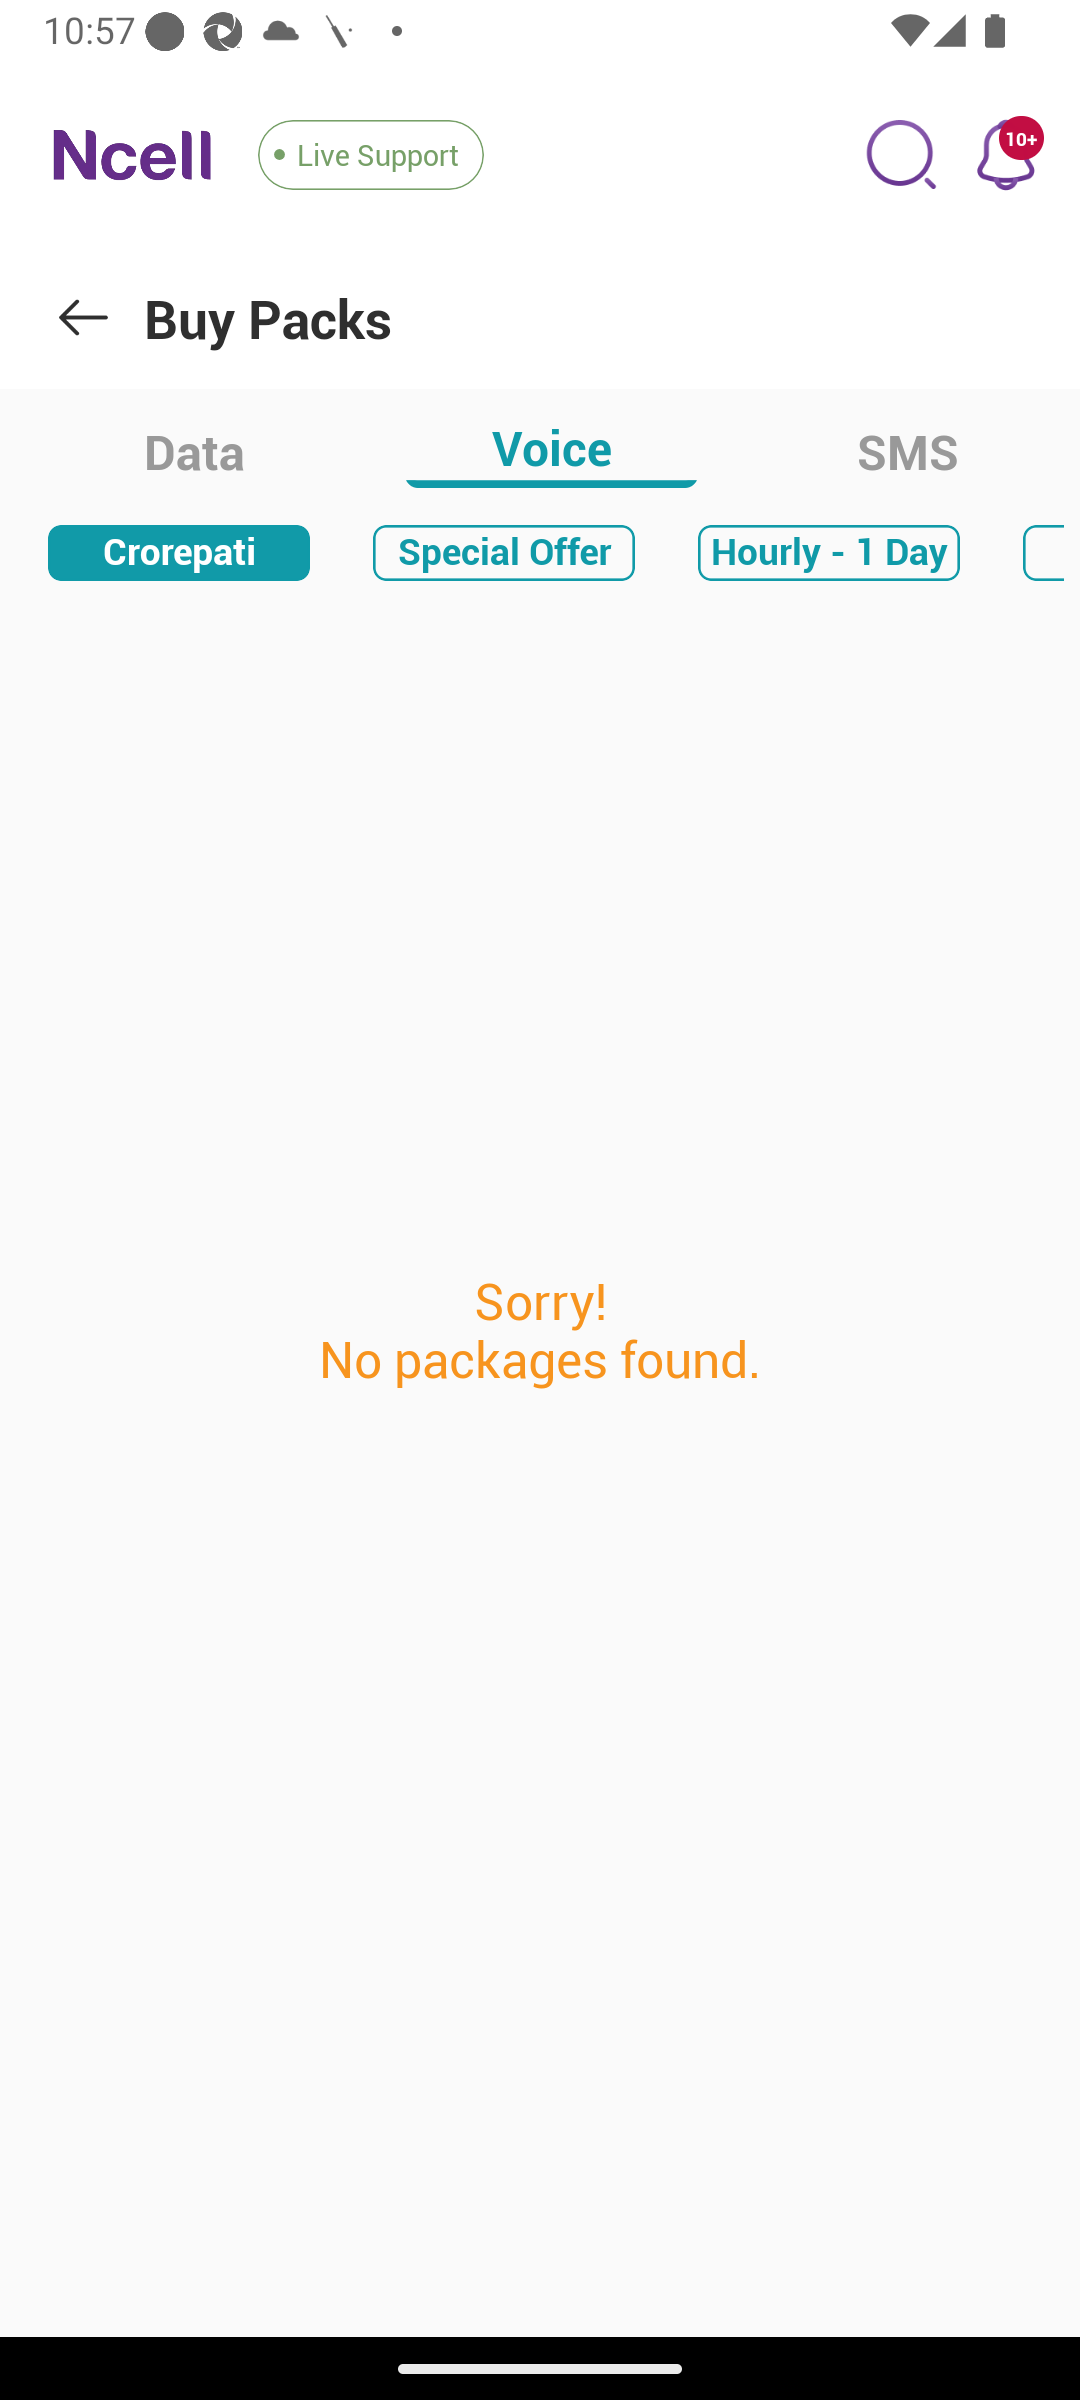 10:57
Ncell
Live Support
10+
Buy Packs
Data
Voice
SMS
Crorepati
Special Offer
Hourly - 1 Day
Sorry!
No packages found.